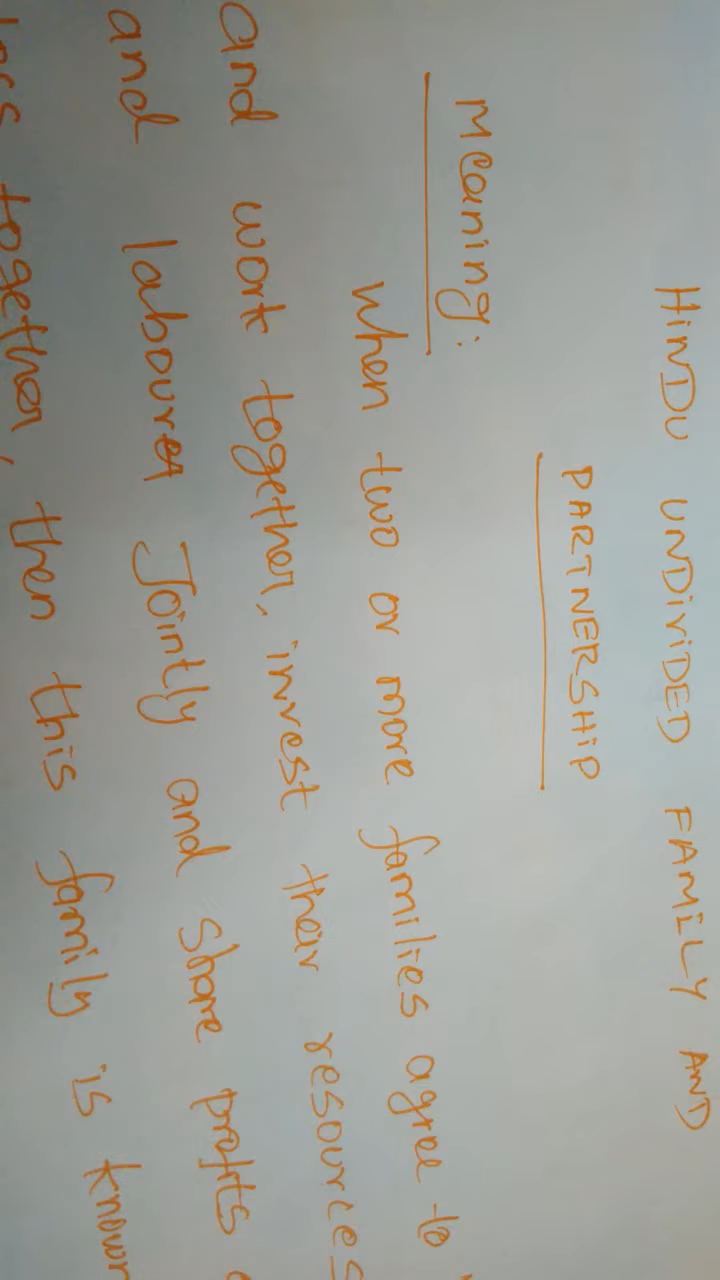 HINDU UNDIVIDED FAMILY AND
PARTNERSHIP
Meaning:
When two or more families agree to
and work together, invest their resources
and labourer Jointly and share profits
together, then this family is known